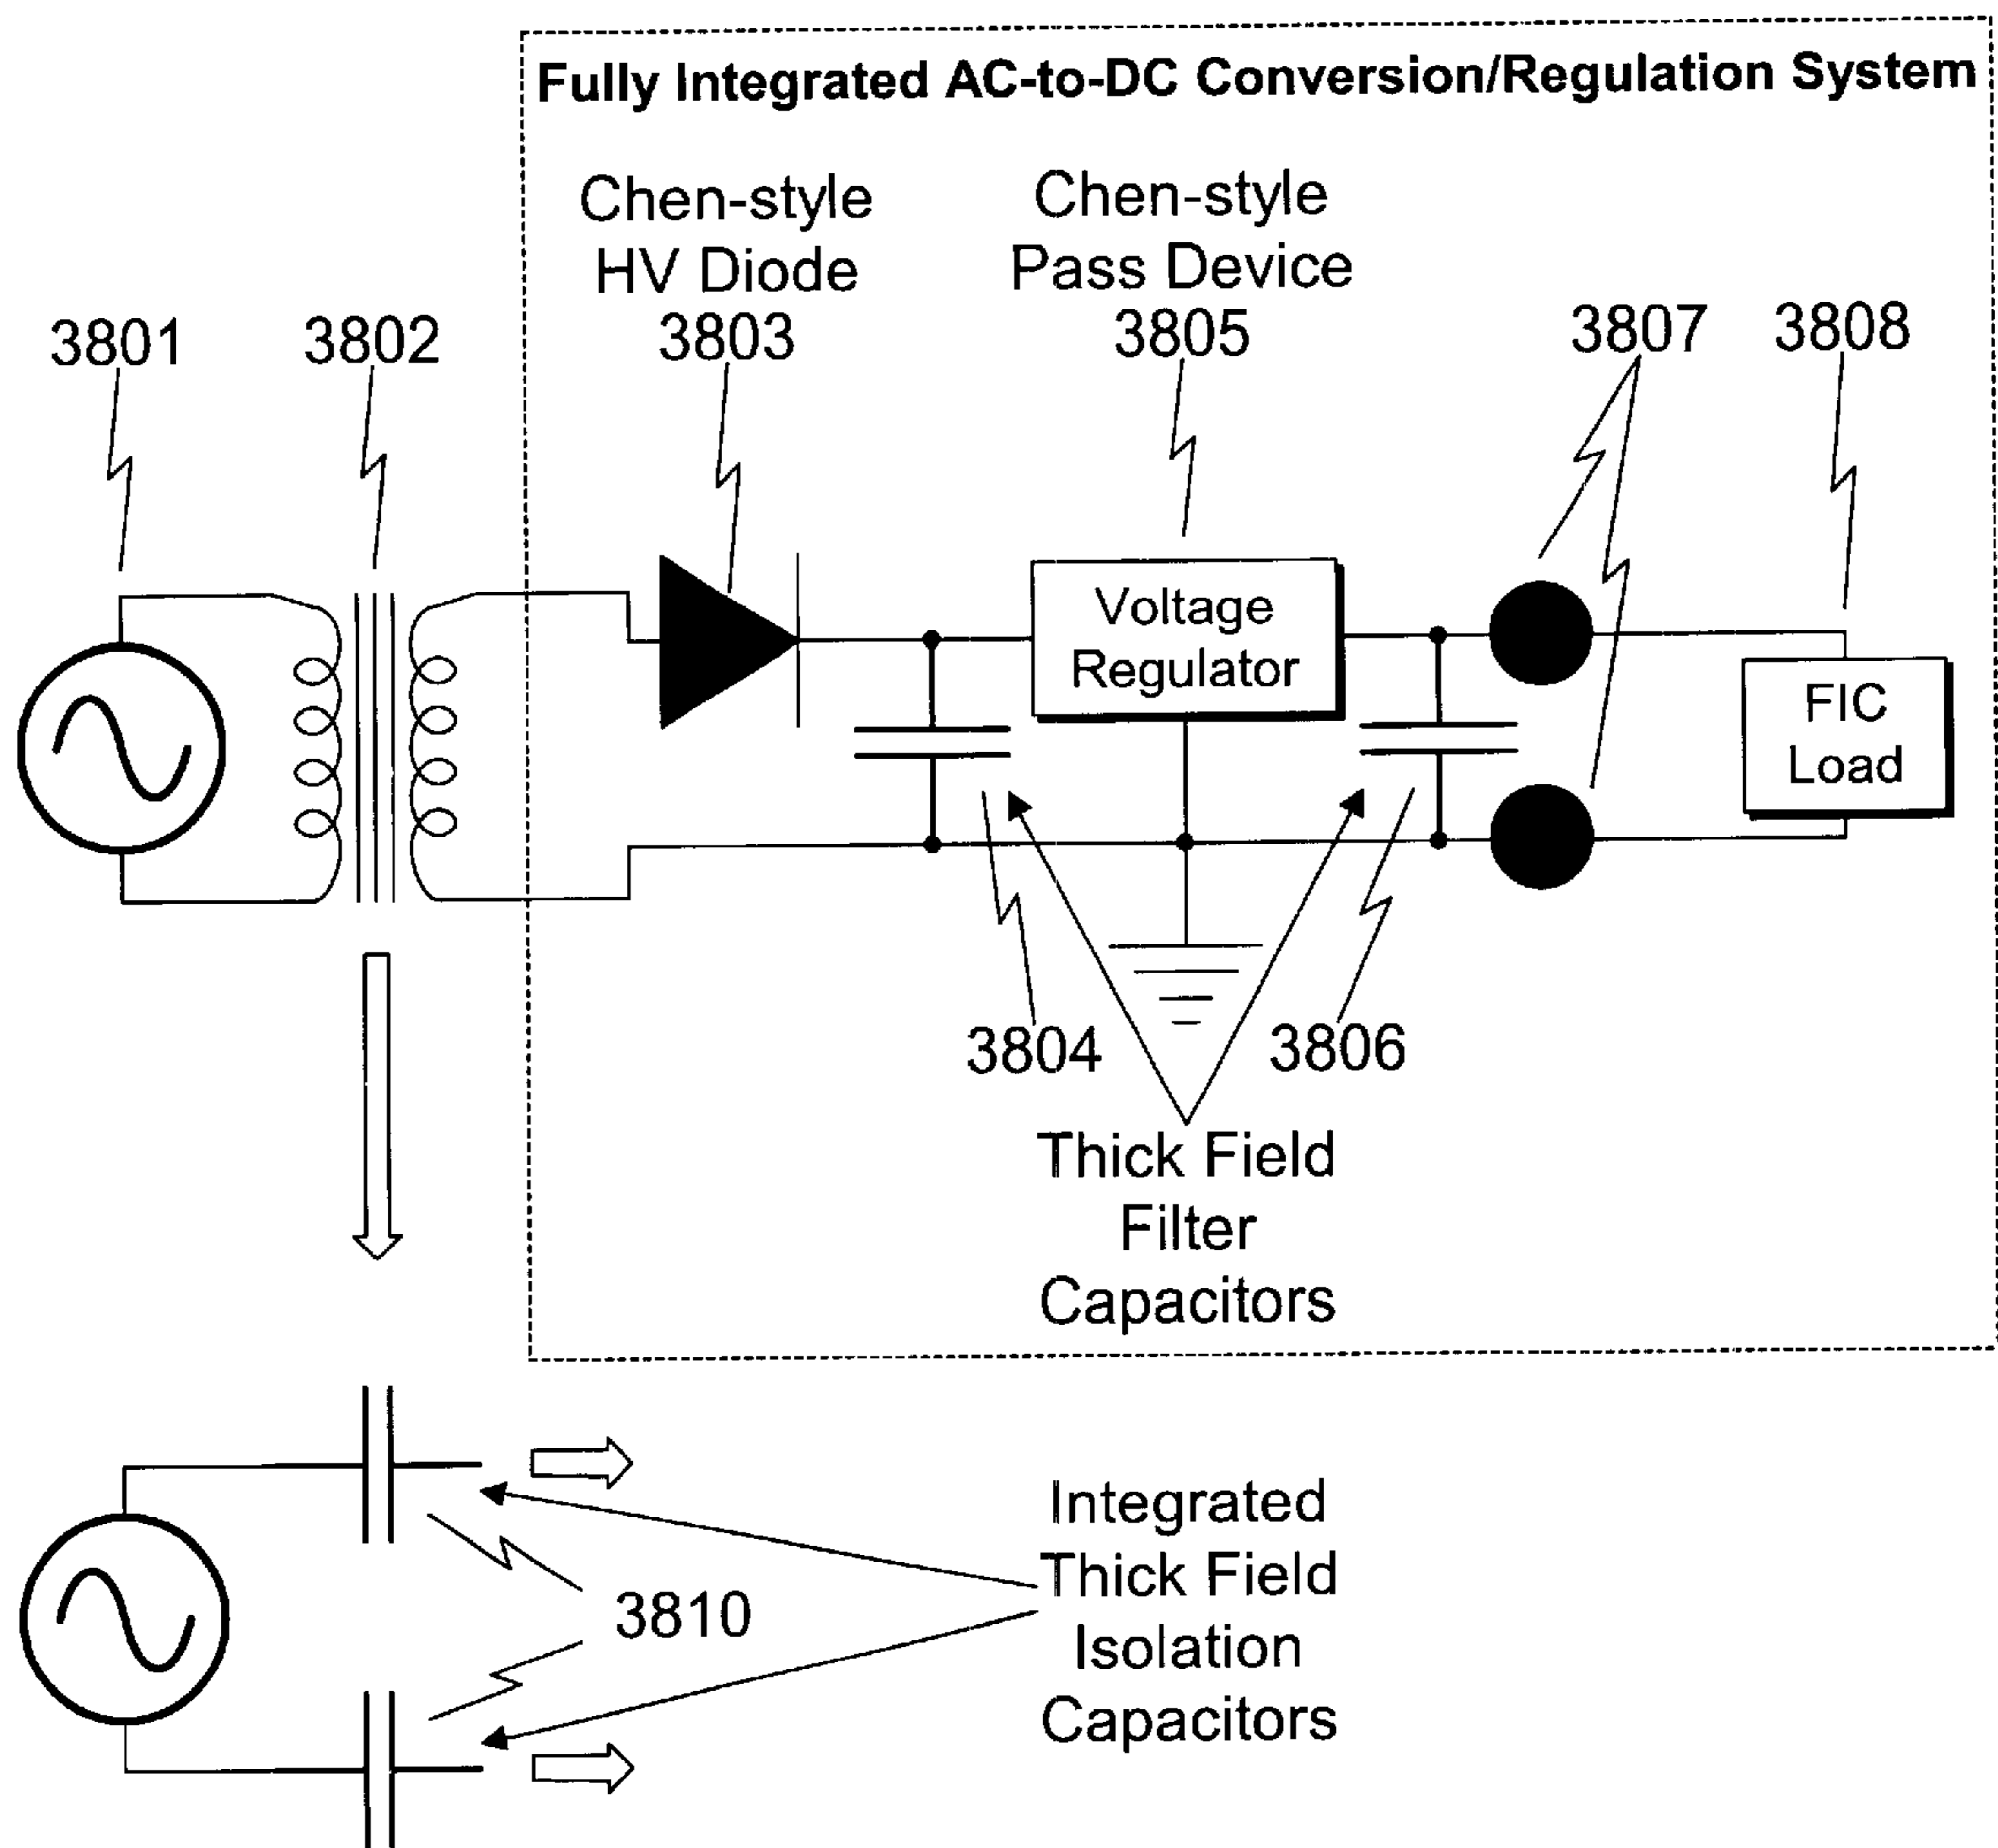 Fully Integrated AC-to-DC Conversion/Regulation System
Chen-style
HV Diode
3803
Chen-style
Pass Device
3805
3801
3802
3807
3808
Voltage
Regulator
FIC
Load
3804
3806
Thick Field
Filter
Capacitors
3810
Integrated
Thick Field
Isolation
Capacitors